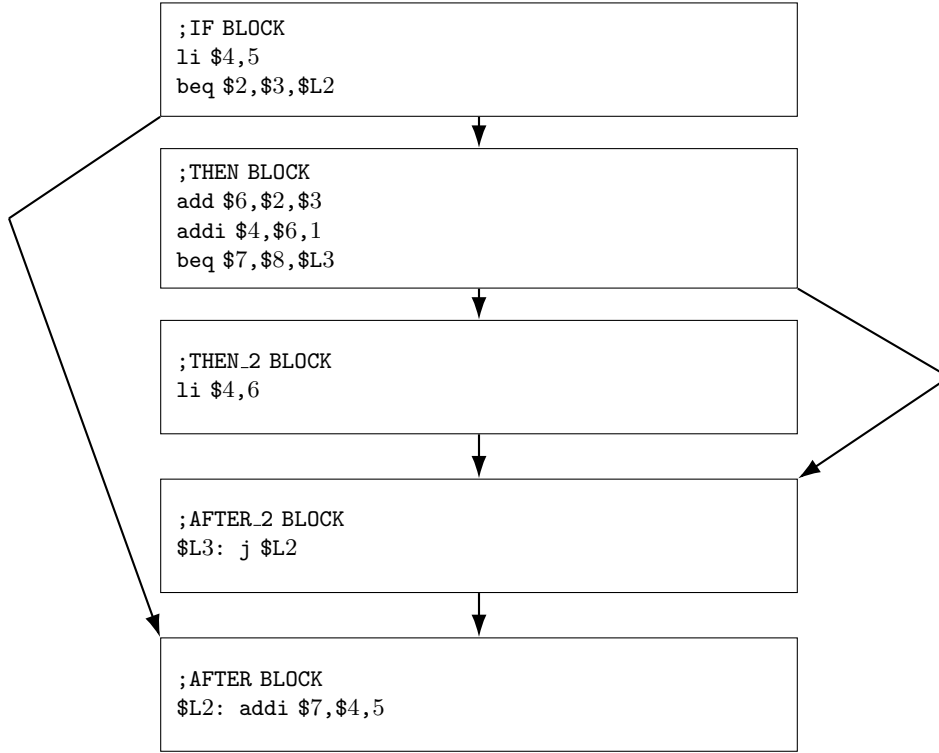 ;IF BLOCK
li $4,5
beq $2,$3,$L2
;THEN BLOCK
add $6,$2,$3
addi $4,$6,1
beq $7,$8,$L3
;THEN_2 BLOCK
li $4,6
;AFTER_2 BLOCK
$L3: j $L2
;AFTER BLOCK
$L2: addi $7,$4,5